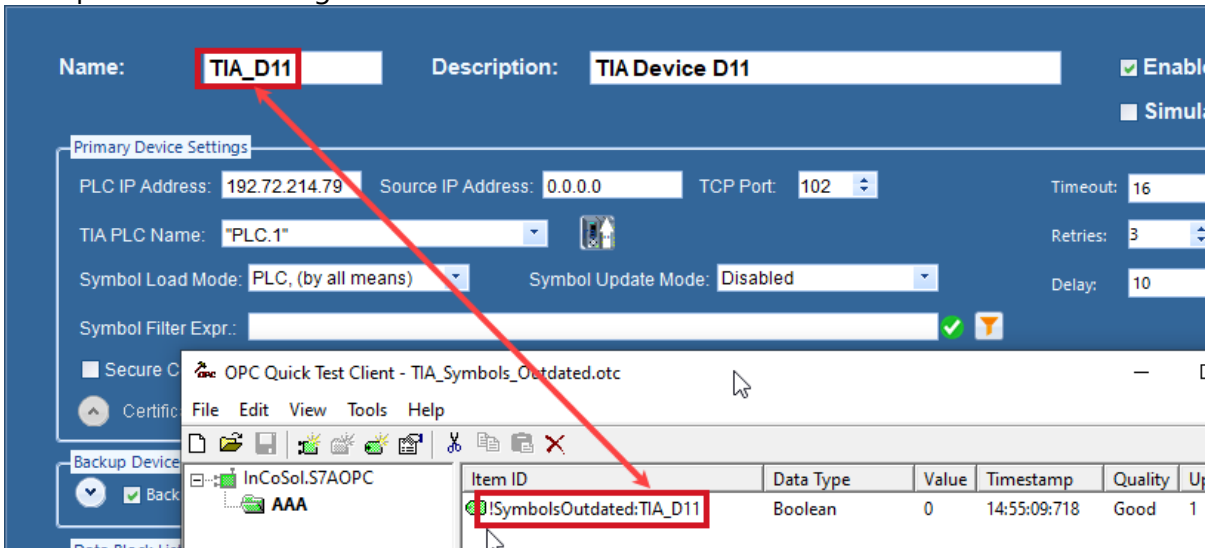 Name: TIA_D11 Description: TIA Device D11
Primary Device Settings
PLC IP Address: 192.72.214.79 Source IP Address: 0.0.0.0 TCP Port: 102 Timeout: 16
TIA PLC Name: "PLC.1" Retries: 3
Symbol Load Mode: PLC, (by all means) Symbol Update Mode: Disabled Delay: 10
Symbol Filter Expr.:
Secure
OPC Quick Test Client - TIA_Symbols_Outdated.otc
File Edit View Tools Help
Backup Device
InCoSol.S7AOPC Item ID Data Type Value Timestamp Quality
AAA !SymbolsOutdated:TIA_D11 Boolean 0 14:55:09:718 Good 1